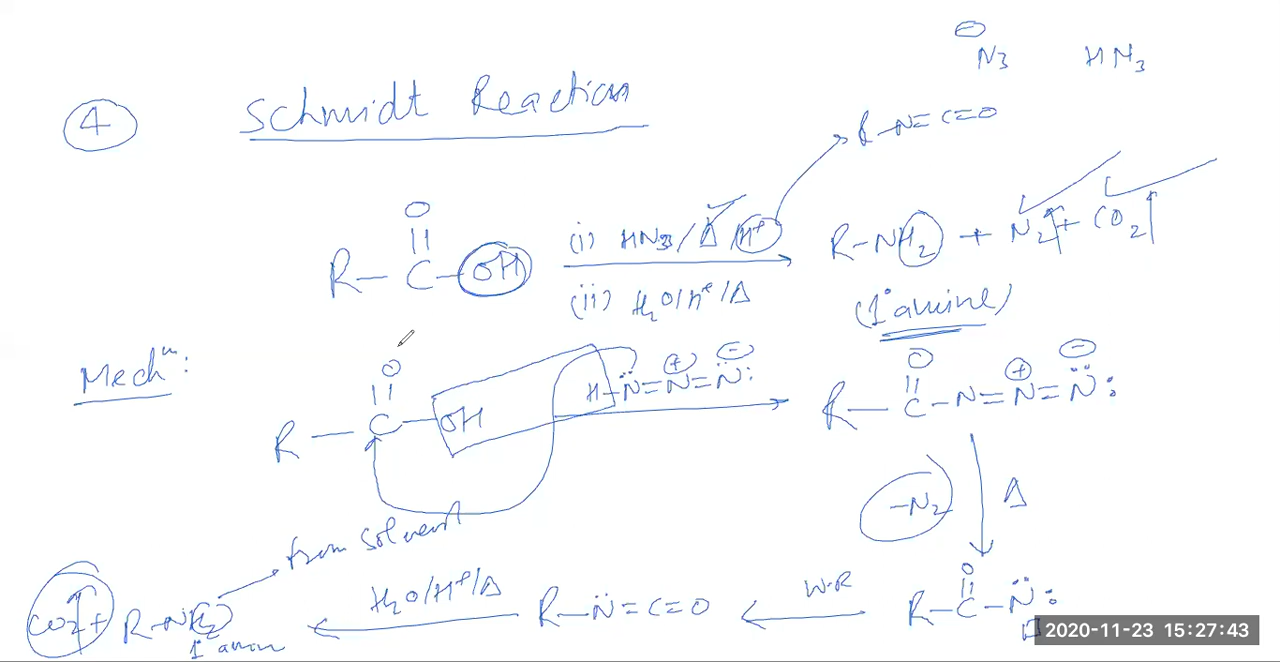 ⊖
N3 HN3
④ Schmidt Reaction
R-N=C=O
O
||
R-C-OH (i) HN3/Δ/H⁺ R-NH2 + N2↑ + CO2↑
(ii) H2O/H⁺/Δ (1° amine)
Mechⁿ:
O
||
R-C-OH H-N̈=N⊕=N̈:⊖
O
||
R-C-N=N⊕=N̈:⊖
-N2 Δ
from solvent
O
||
R-C-N̈:
W.R
R-N̈=C=O
H2O/H⁺/Δ
CO2↑ + R-NH2
1° amine
2020-11-23 15:27:43